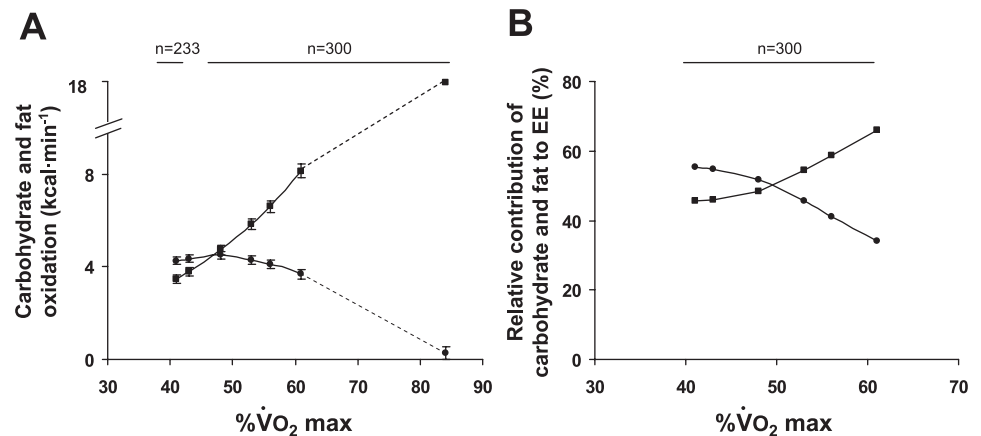 A
n=233
n=300
Carbohydrate and fat
oxidation (kcal·min⁻¹)
18
8
4
0
30 40 50 60 70 80 90
%V̇O₂ max
B
n=300
Relative contribution of
carbohydrate and fat to EE (%)
80
60
40
20
0
30 40 50 60 70
%V̇O₂ max